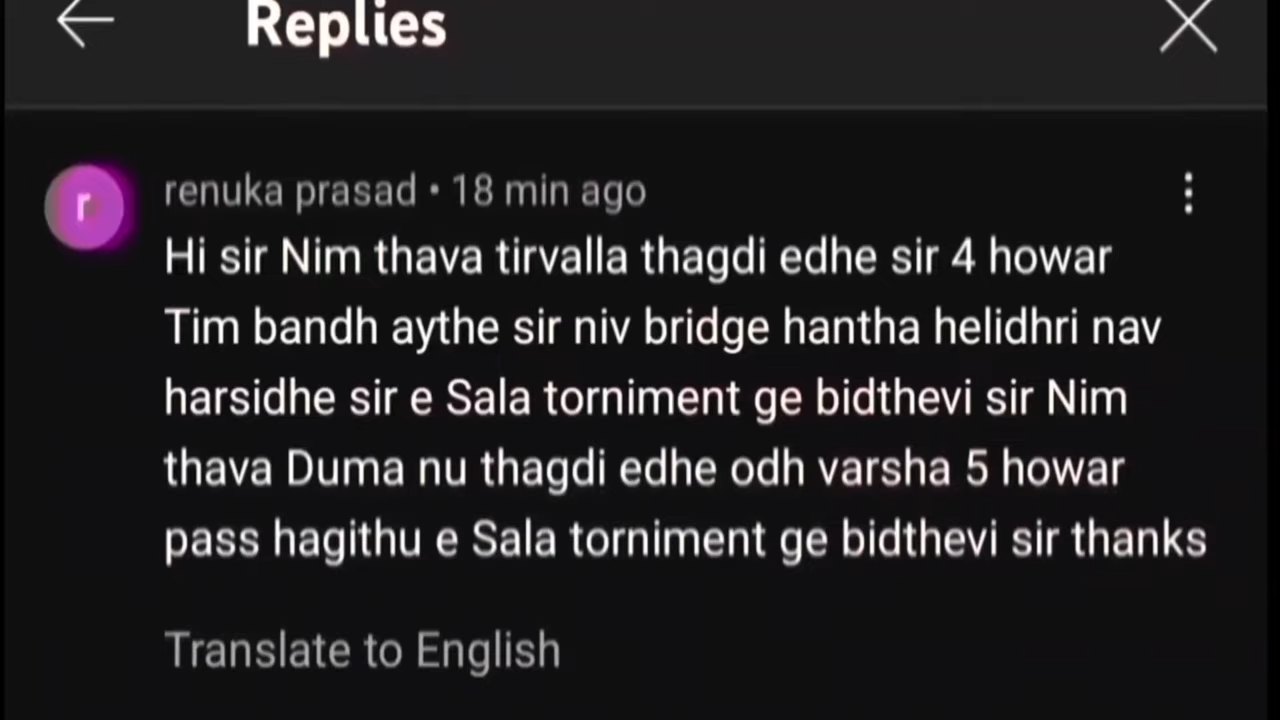 Replies
r
renuka prasad • 18 min ago
Hi sir Nim thava tirvalla thagdi edhe sir 4 howar
Tim bandh aythe sir niv bridge hantha helidhri nav
harsidhe sir e Sala torniment ge bidthevi sir Nim
thava Duma nu thagdi edhe odh varsha 5 howar
pass hagithu e Sala torniment ge bidthevi sir thanks
Translate to English